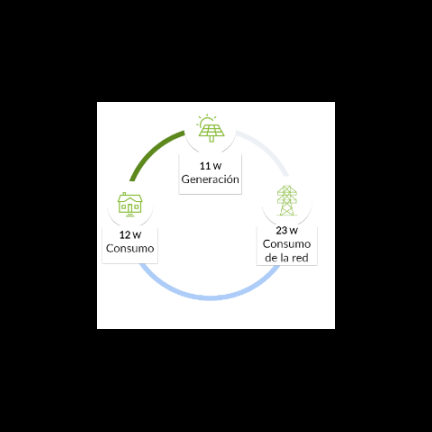 11 w
Generación
12 w
Consumo
23 w
Consumo
de la red